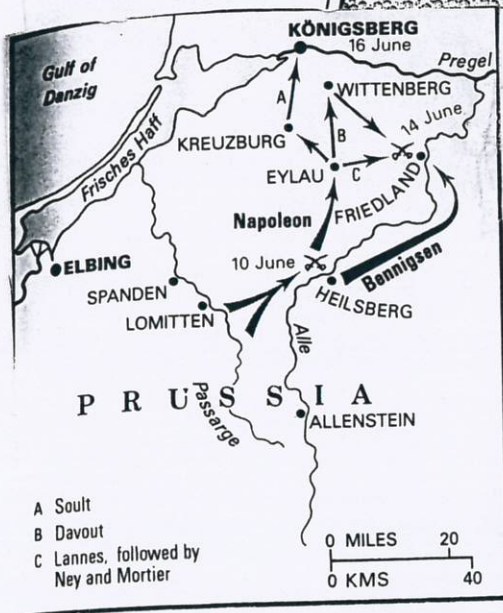 KÖNIGSBERG
16 June
Pregel
Gulf of
Danzig
WITTENBERG
A
14 June
Frisches Haff
KREUZBURG
B
EYLAU
C
FRIEDLAND
Napoleon
10 June
Bennigsen
ELBING
SPANDEN
HEILSBERG
LOMITTEN
Alle
PRUSSIA
Passarge
ALLENSTEIN
A Soult
B Davout
C Lannes, followed by
Ney and Mortier
0 MILES 20
0 KMS 40